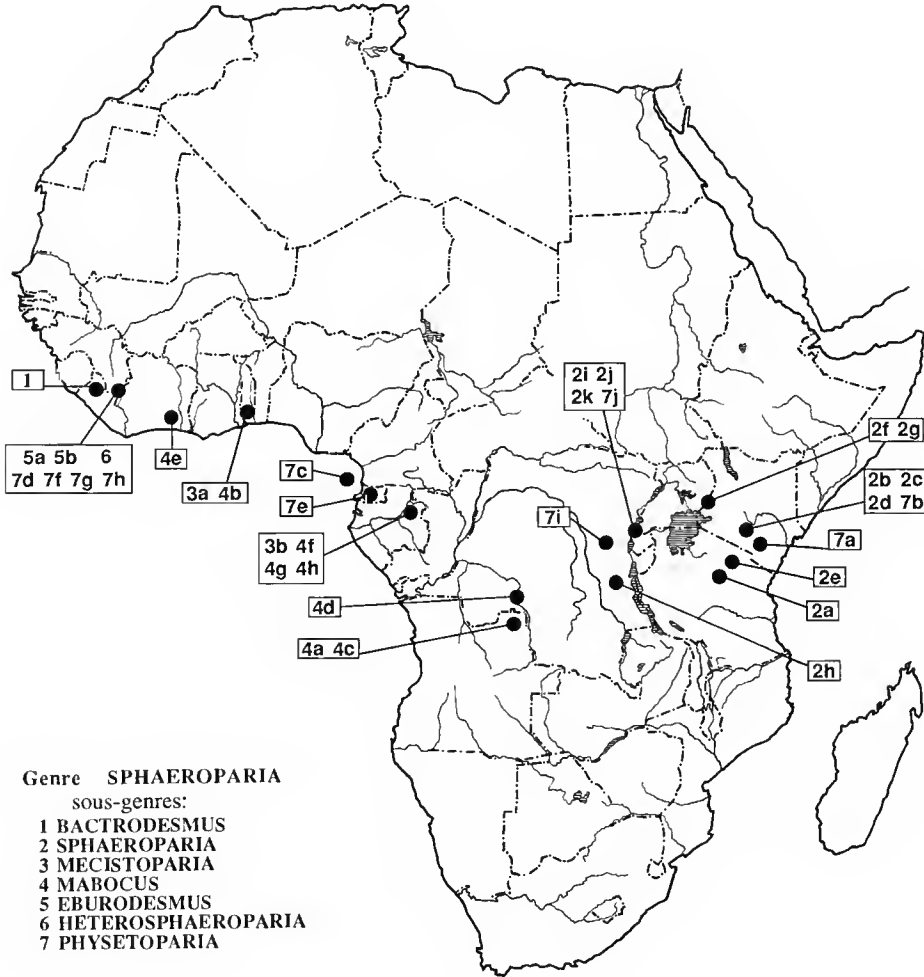 2i 2j
2k 7j
1
2f 2g
5a 5b 6
7d 7f 7g 7h
4e
3a 4b
7c
7e
2b 2c
2d 7b
7i
7a
3b 4f
4g 4h
2e
4d
2a
4a 4c
2h
Genre SPHAEROPARIA
sous-genres:
1 BACTRODESMUS
2 SPHAEROPARIA
3 MECISTOPARIA
4 MABOCUS
5 EBURODESMUS
6 HETEROSPHAEROPARIA
7 PHYSETOPARIA